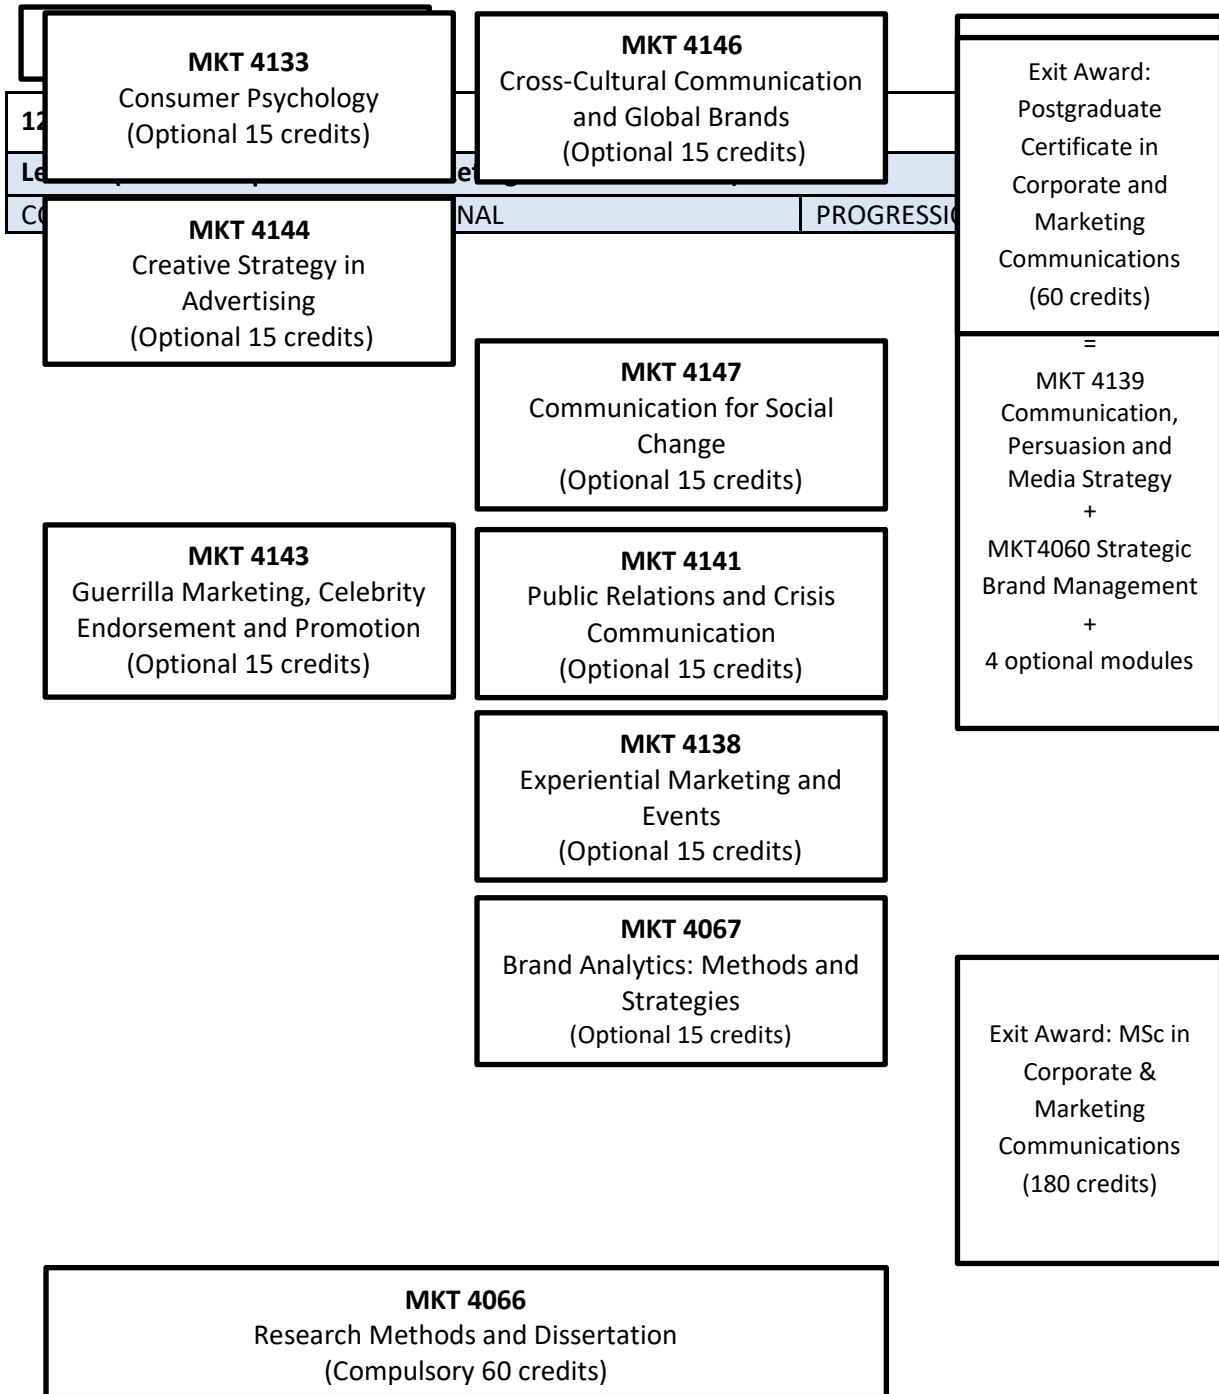 MKT 4133
Consumer Psychology
(Optional 15 credits)
MKT 4146
Cross-Cultural Communication
and Global Brands
(Optional 15 credits)
Exit Award:
Postgraduate
Certificate in
Corporate and
Marketing
Communications
(60 credits)
12
MKT 4144
Creative Strategy in
Advertising
(Optional 15 credits)
=
MKT 4139
Communication,
Persuasion and
Media Strategy
+
MKT4060 Strategic
Brand Management
+
4 optional modules
MKT 4147
Communication for Social
Change
(Optional 15 credits)
MKT 4143
Guerrilla Marketing, Celebrity
Endorsement and Promotion
(Optional 15 credits)
MKT 4141
Public Relations and Crisis
Communication
(Optional 15 credits)
MKT 4138
Experiential Marketing and
Events
(Optional 15 credits)
MKT 4067
Brand Analytics: Methods and
Strategies
(Optional 15 credits)
Exit Award: MSc in
Corporate &
Marketing
Communications
(180 credits)
MKT 4066
Research Methods and Dissertation
(Compulsory 60 credits)